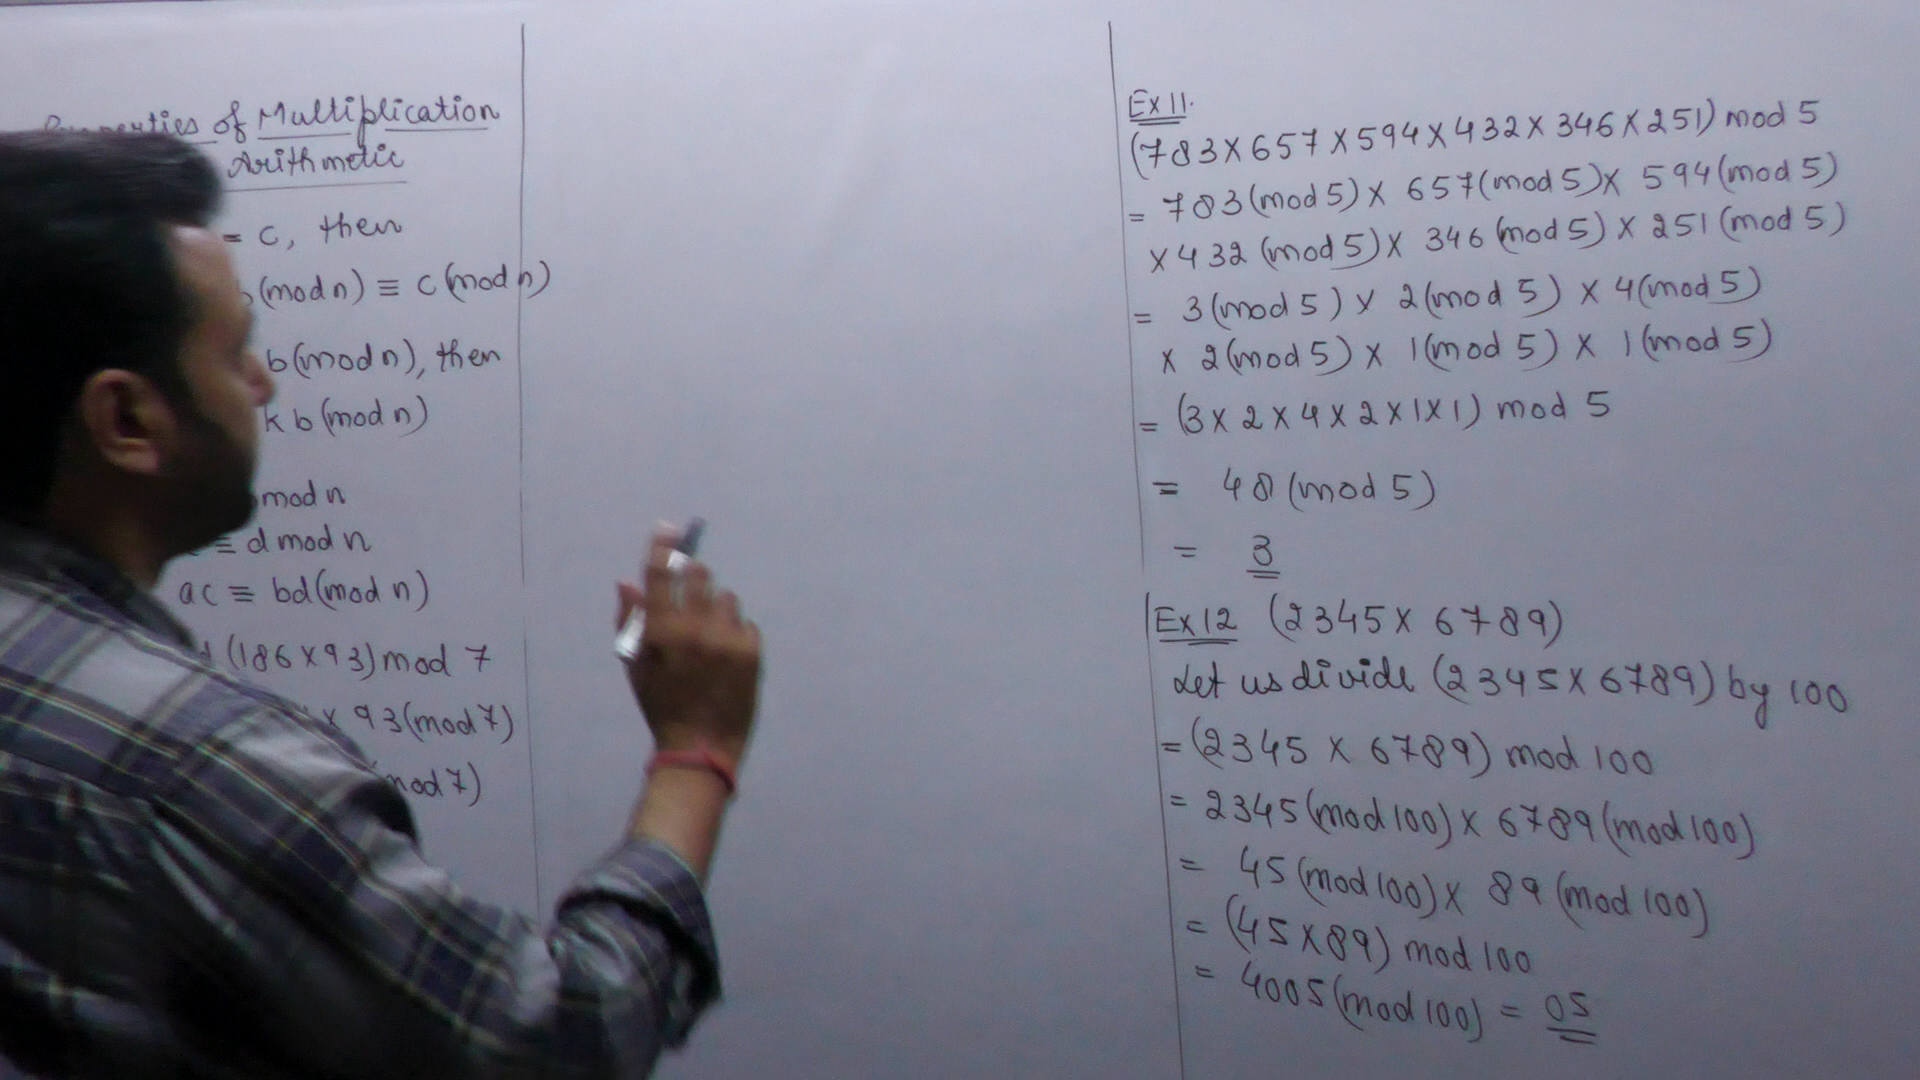 Properties of Multiplication
Arithmetic
= c, then
(mod n) ≡ c (mod n)
b(mod n), then
k b (mod n)
mod n
≡ d mod n
ac ≡ bd(mod n)
(186 X 93) mod 7
x 93(mod 7)
mod 7)
Ex 11.
(783 X 657 X 594 X 432 X 346 X 251) mod 5
= 783 (mod 5) X 657 (mod 5) X 594 (mod 5)
X 432 (mod 5) X 346 (mod 5) X 251 (mod 5)
= 3 (mod 5) X 2 (mod 5) X 4 (mod 5)
X 2 (mod 5) X 1 (mod 5) X 1 (mod 5)
= (3 X 2 X 4 X 2 X 1 X 1) mod 5
= 48 (mod 5)
= 3
Ex 12 (2345 X 6789)
Let us divide (2345 X 6789) by 100
= (2345 X 6789) mod 100
= 2345 (mod 100) X 6789 (mod 100)
= 45 (mod 100) X 89 (mod 100)
= (45 X 89) mod 100
= 4005 (mod 100) = 05